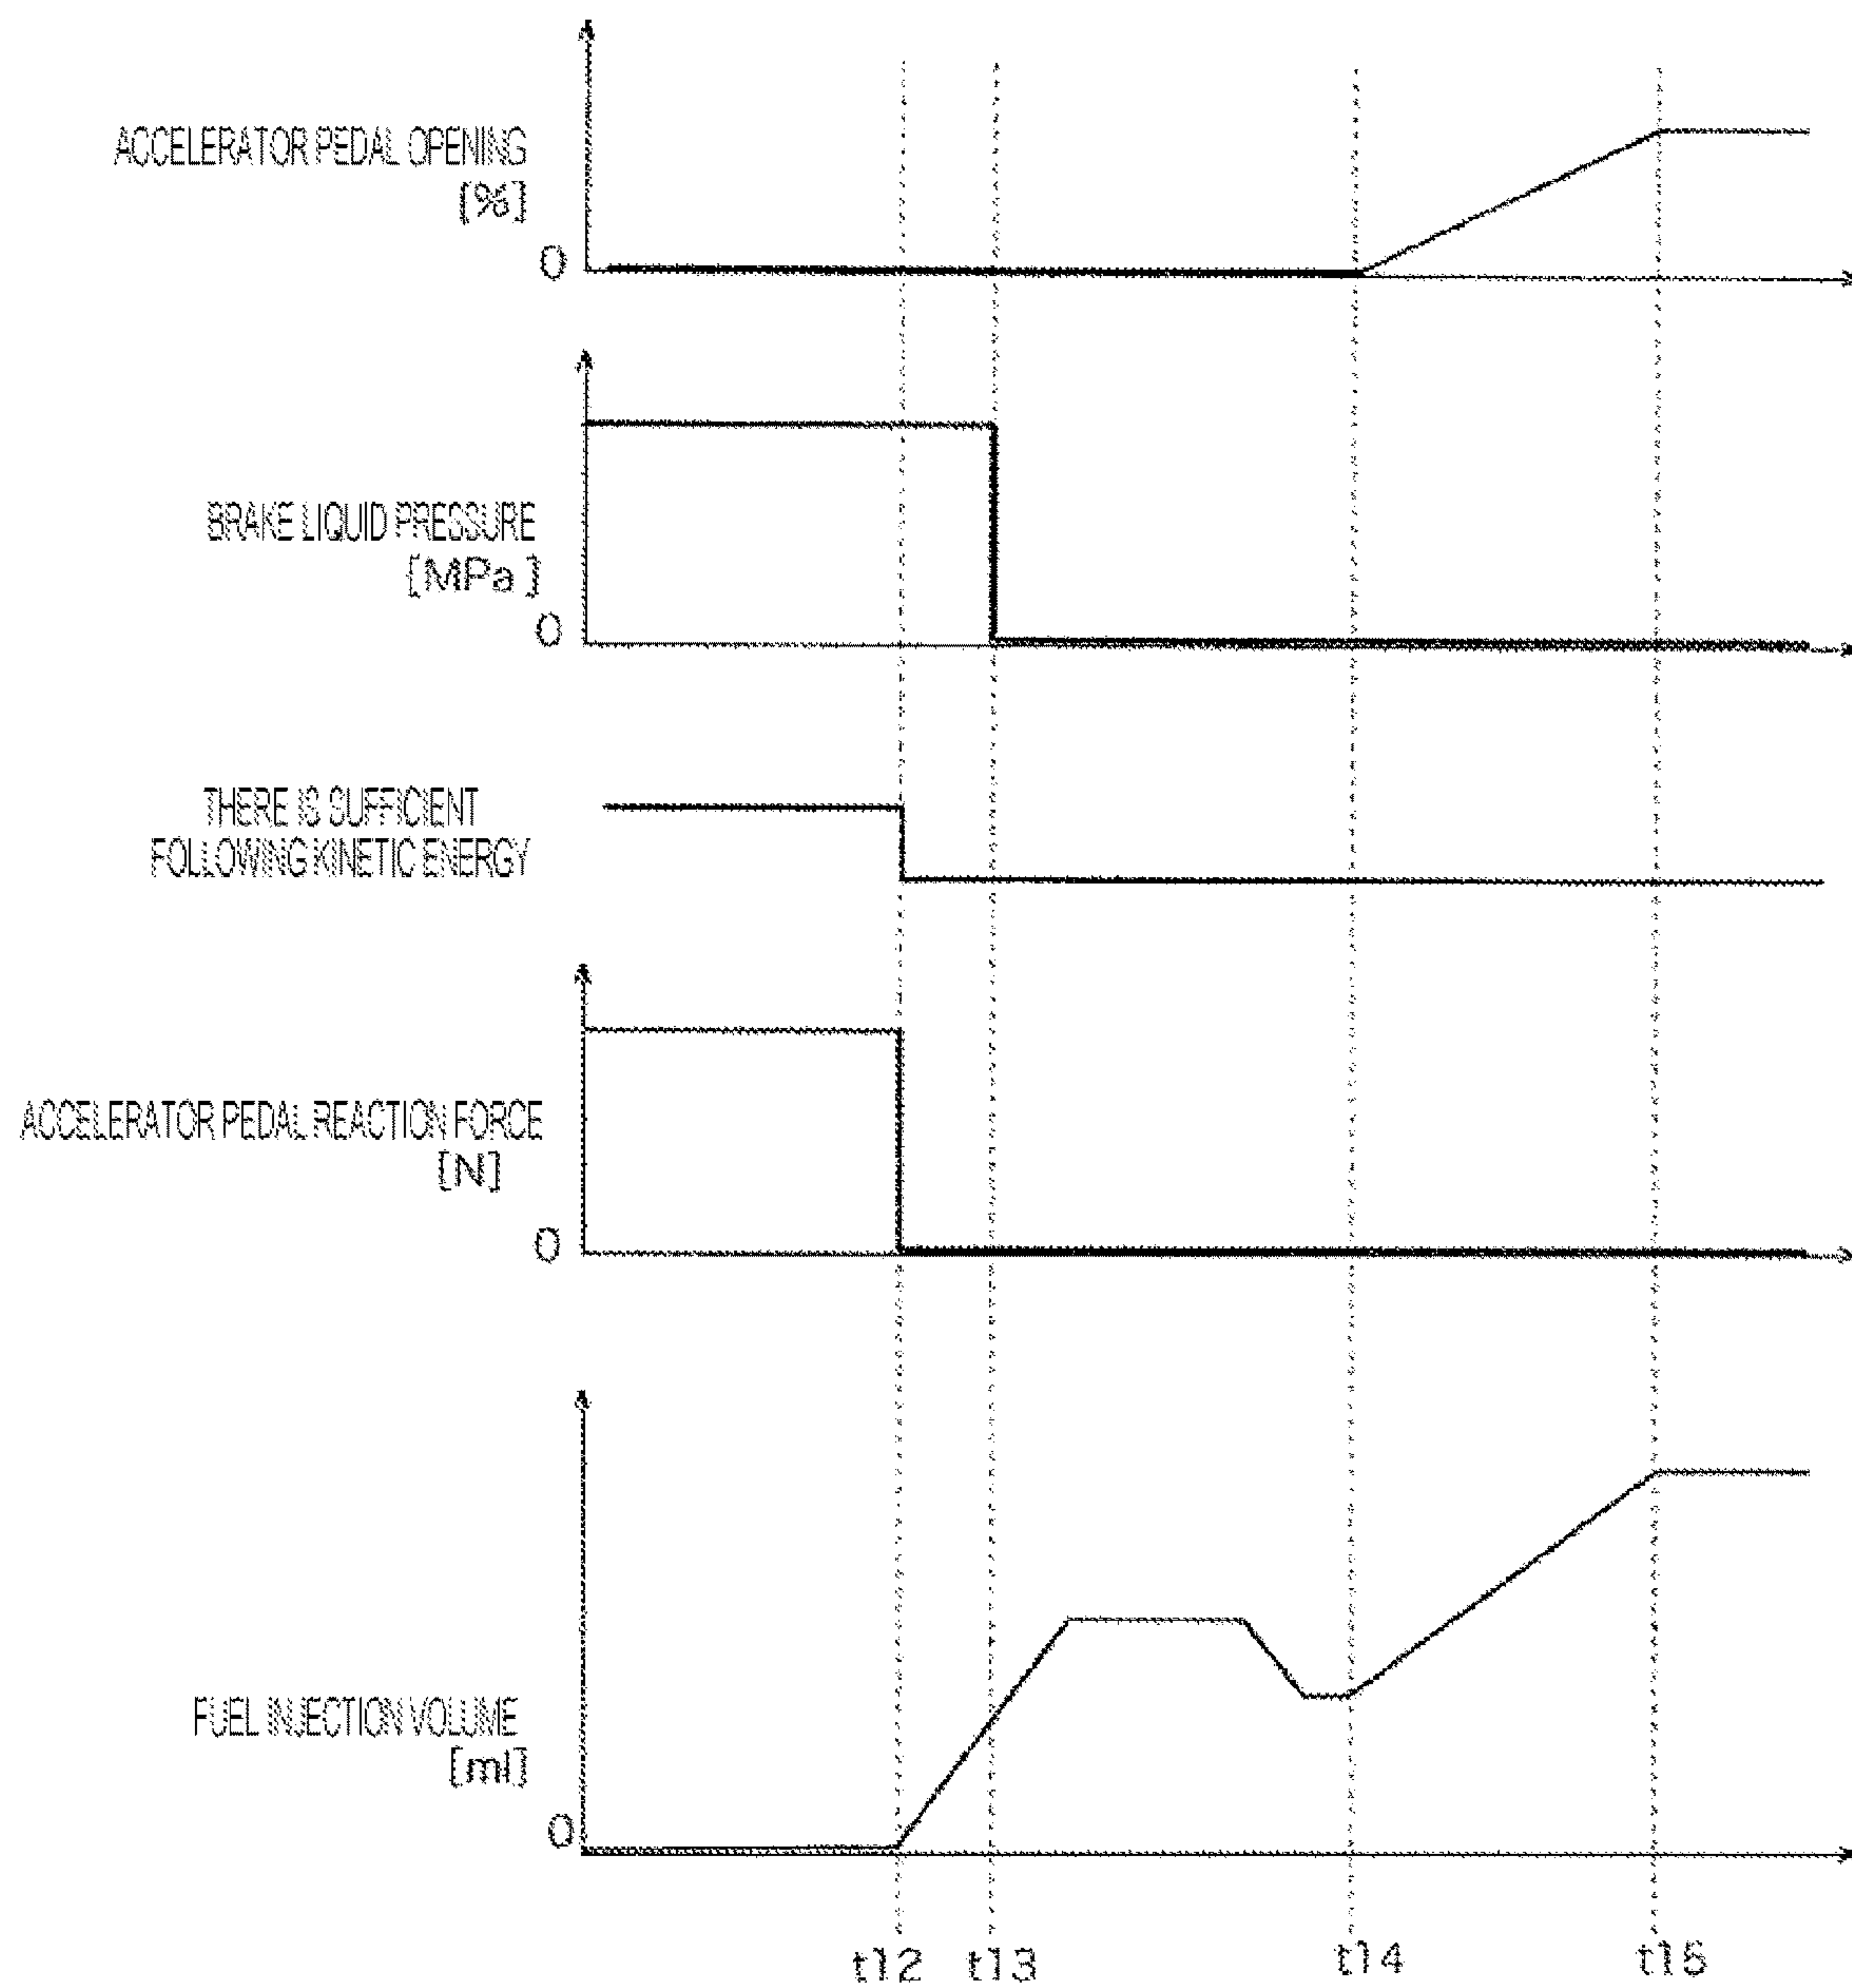 ACCELERATOR PEDAL OPENING
[%]
0
BRAKE LIQUID PRESSURE
[MPa]
0
THERE IS SUFFICIENT
FOLLOWING KINETIC ENERGY
ACCELERATOR PEDAL REACTION FORCE
[N]
0
FUEL INJECTION VOLUME
[ml]
0
t12 t13 t14 t15